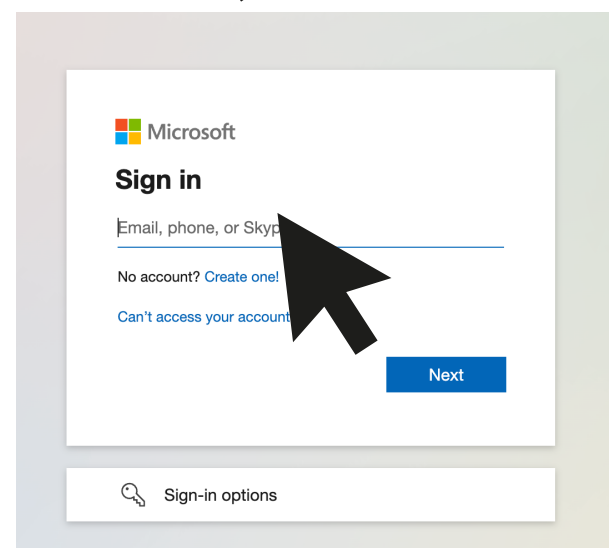 Microsoft
Sign in
Email, phone, or Skyp
No account? Create one!
Can't access your account
Next
Sign-in options